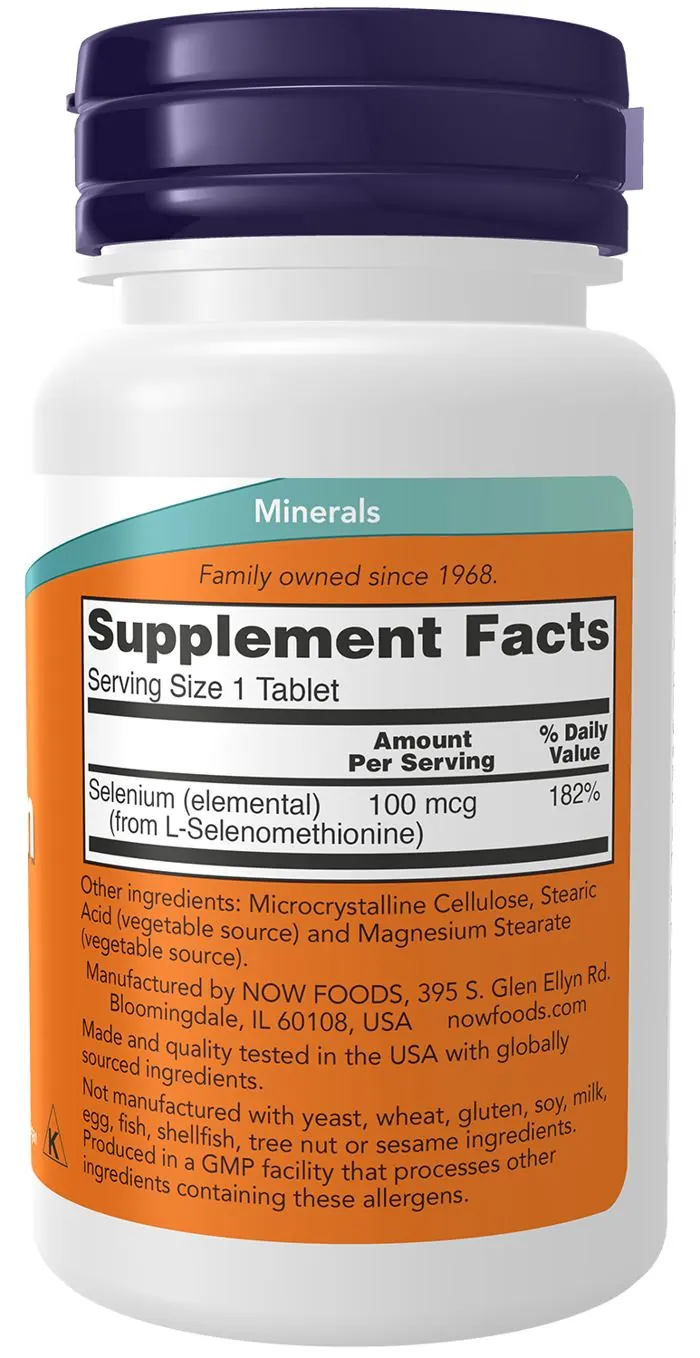 Minerals
Family owned since 1968.
Supplement Facts
Serving Size 1 Tablet
Amount Per Serving
% Daily Value
Selenium (elemental) 100 mcg 182%
(from L-Selenomethionine)
Other ingredients: Microcrystalline Cellulose, Stearic
Acid (vegetable source) and Magnesium Stearate
(vegetable source).
Manufactured by NOW FOODS, 395 S. Glen Ellyn Rd.
Bloomingdale, IL 60108, USA nowfoods.com
Made and quality tested in the USA with globally
sourced ingredients.
Not manufactured with yeast, wheat, gluten, soy, milk,
egg, fish, shellfish, tree nut or sesame ingredients.
Produced in a GMP facility that processes other
ingredients containing these allergens.
K